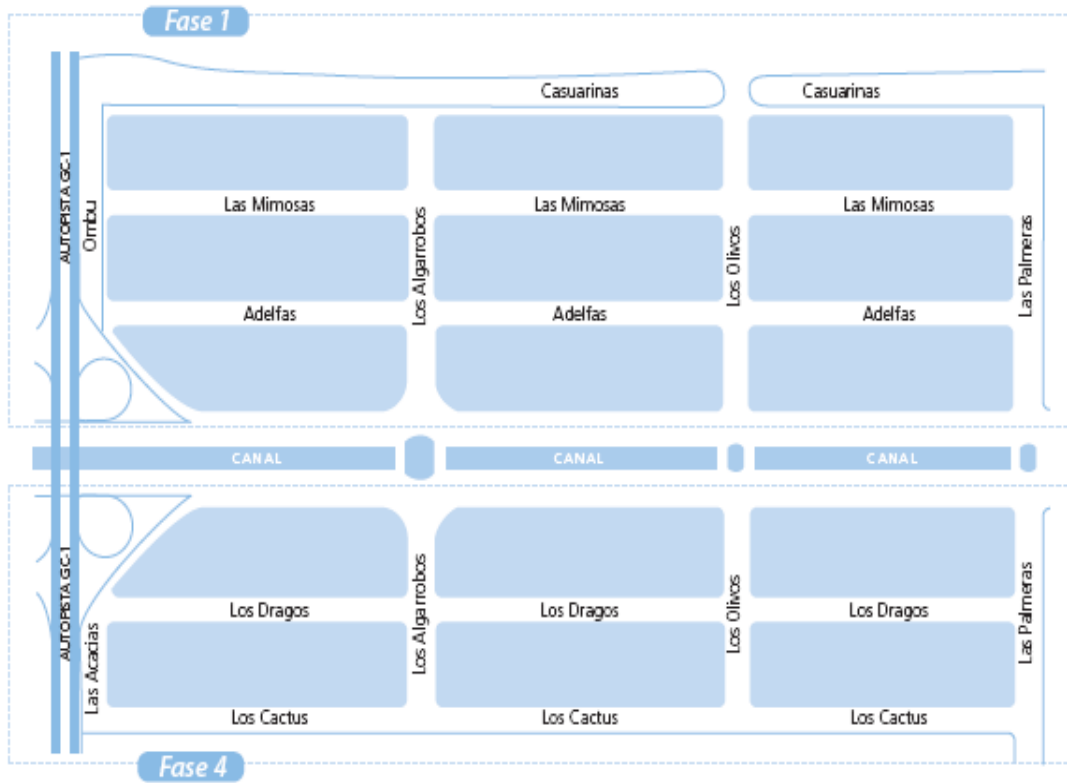 Fase 1
Casuarinas
Casuarinas
AUTOPISTA GC-1
Ombu
Las Mimosas
Los Algarrobos
Las Mimosas
Los Olivos
Las Mimosas
Las Palmeras
Adelfas
Adelfas
Adelfas
CANAL
CANAL
CANAL
AUTOPISTA GC-1
Las Acacias
Los Dragos
Los Algarrobos
Los Dragos
Los Olivos
Los Dragos
Las Palmeras
Los Cactus
Los Cactus
Los Cactus
Fase 4